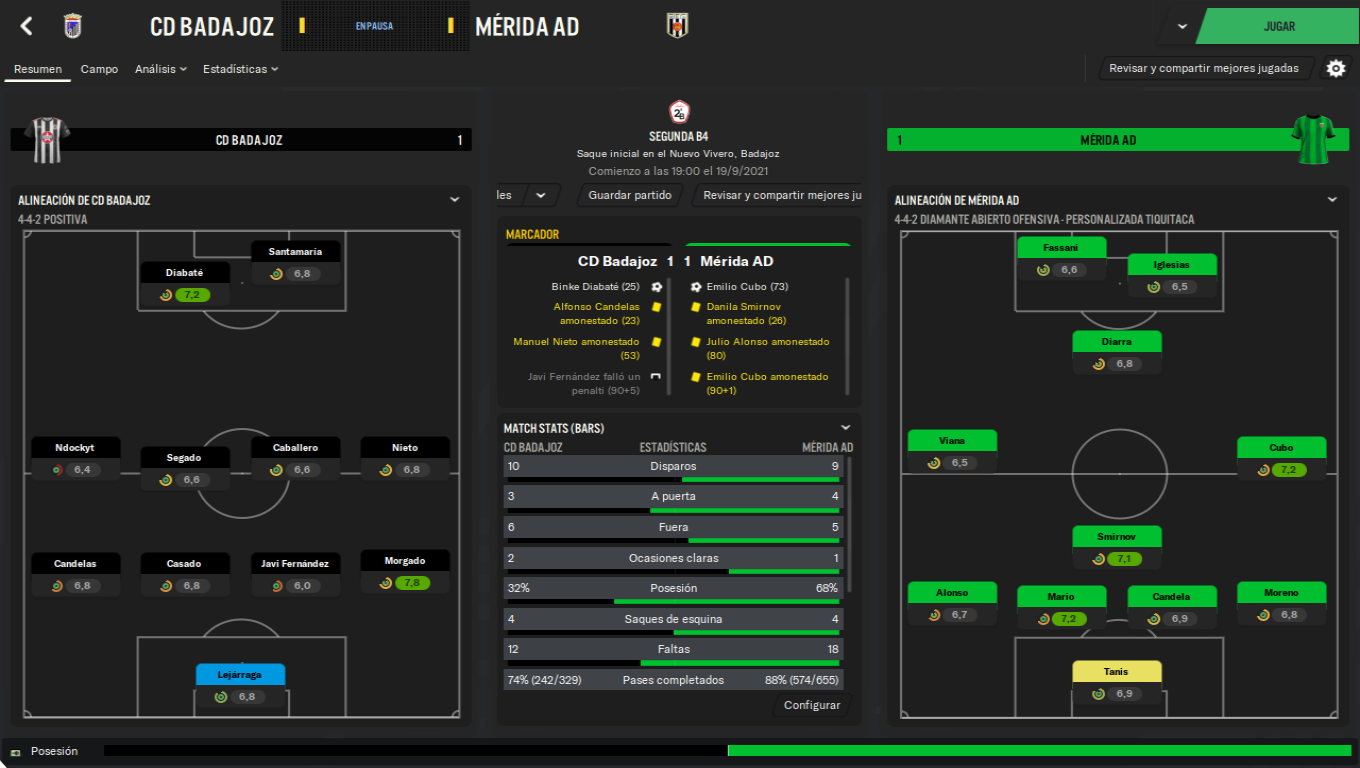 CD BADAJOZ
EN PAUSA
MÉRIDA AD
JUGAR
Resumen
Campo
Análisis
Estadísticas
Revisar y compartir mejores jugadas
CD BADAJOZ
1
2B
SEGUNDA B4
Saque inicial en el Nuevo Vivero, Badajoz
Comienzo a las 19:00 el 19/9/2021
les
Guardar partido
Revisar y compartir mejores ju
1
MÉRIDA AD
ALINEACIÓN DE CD BADAJOZ
4-4-2 POSITIVA
Santamaría
6,8
Diabaté
7,2
Ndockyt
6,4
Segado
6,6
Caballero
6,6
Nieto
6,8
Candelas
6,8
Casado
6,8
Javi Fernández
6,0
Morgado
7,8
Lejárraga
6,8
MARCADOR
CD Badajoz 1 1 Mérida AD
Binke Diabaté (25)
Emilio Cubo (73)
Alfonso Candelas
amonestado (23)
Danila Smirnov
amonestado (26)
Manuel Nieto amonestado
(53)
Julio Alonso amonestado
(80)
Javi Fernández falló un
penalti (90+5)
Emilio Cubo amonestado
(90+1)
MATCH STATS (BARS)
CD BADAJOZ ESTADÍSTICAS MÉRIDA AD
10 Disparos 9
3 A puerta 4
6 Fuera 5
2 Ocasiones claras 1
32% Posesión 68%
4 Saques de esquina 4
12 Faltas 18
74% (242/329) Pases completados 88% (574/655)
Configurar
ALINEACIÓN DE MÉRIDA AD
4-4-2 DIAMANTE ABIERTO OFENSIVA - PERSONALIZADA TIQUITACA
Fassani
6,6
Iglesias
6,5
Diarra
6,8
Viana
6,5
Cubo
7,2
Smirnov
7,1
Alonso
6,7
Mario
7,2
Candela
6,9
Moreno
6,8
Tanis
6,9
Posesión